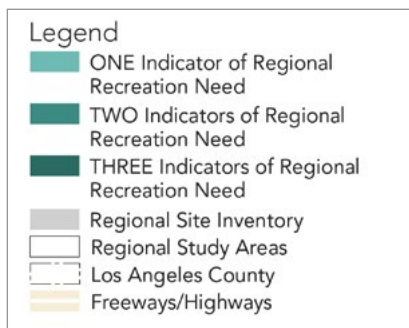 Legend
ONE Indicator of Regional
Recreation Need
TWO Indicators of Regional
Recreation Need
THREE Indicators of Regional
Recreation Need
Regional Site Inventory
Regional Study Areas
Los Angeles County
Freeways/Highways